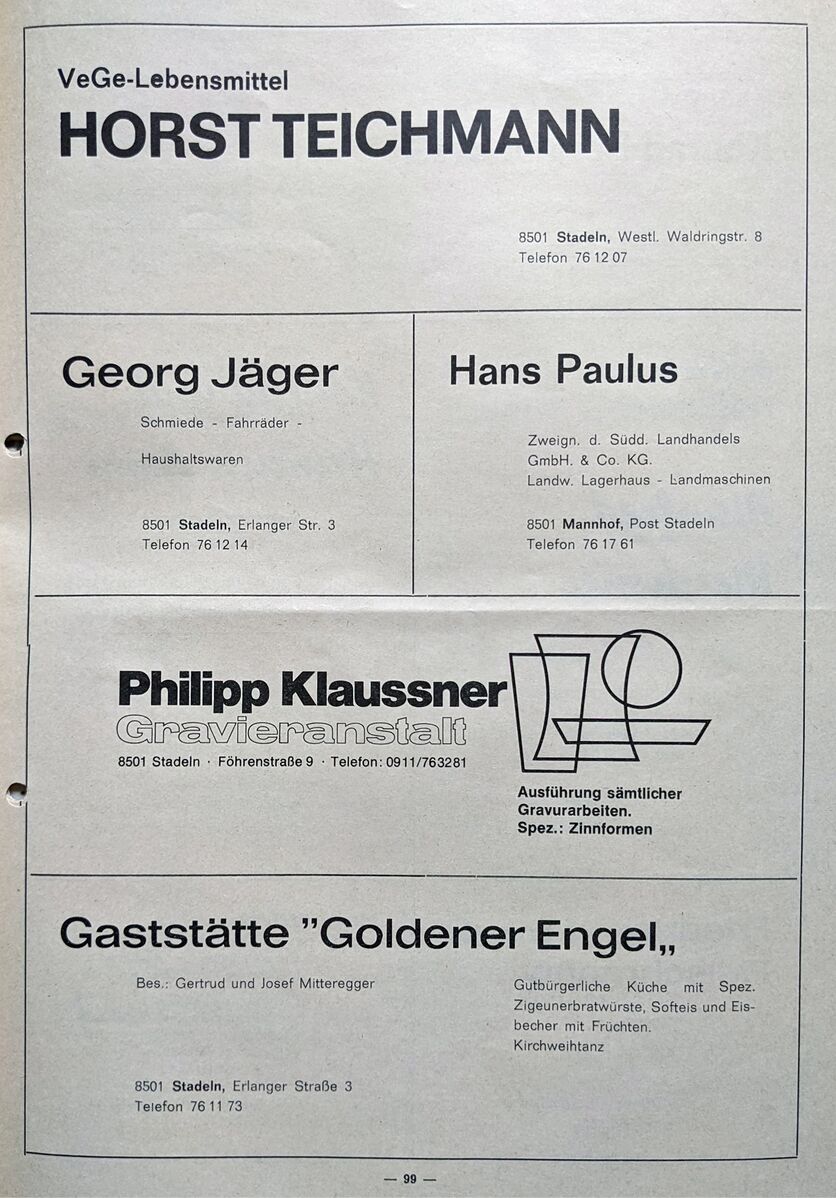 VeGe-Lebensmittel
HORST TEICHMANN
8501 Stadeln, Westl. Waldringstr. 8
Telefon 76 12 07
Georg Jäger
Schmiede - Fahrräder -
Haushaltswaren
8501 Stadeln, Erlanger Str. 3
Telefon 76 12 14
Hans Paulus
Zweign. d. Südd. Landhandels
GmbH. & Co. KG.
Landw. Lagerhaus - Landmaschinen
8501 Mannhof, Post Stadeln
Telefon 76 17 61
Philipp Klaussner
Gravieranstalt
8501 Stadeln · Föhrenstraße 9 · Telefon: 0911/763281
Ausführung sämtlicher
Gravurarbeiten.
Spez.: Zinnformen
Gaststätte ”Goldener Engel„
Bes.: Gertrud und Josef Mitteregger
8501 Stadeln, Erlanger Straße 3
Telefon 76 11 73
Gutbürgerliche Küche mit Spez.
Zigeunerbratwürste, Softeis und Eis-
becher mit Früchten.
Kirchweihtanz
— 99 —